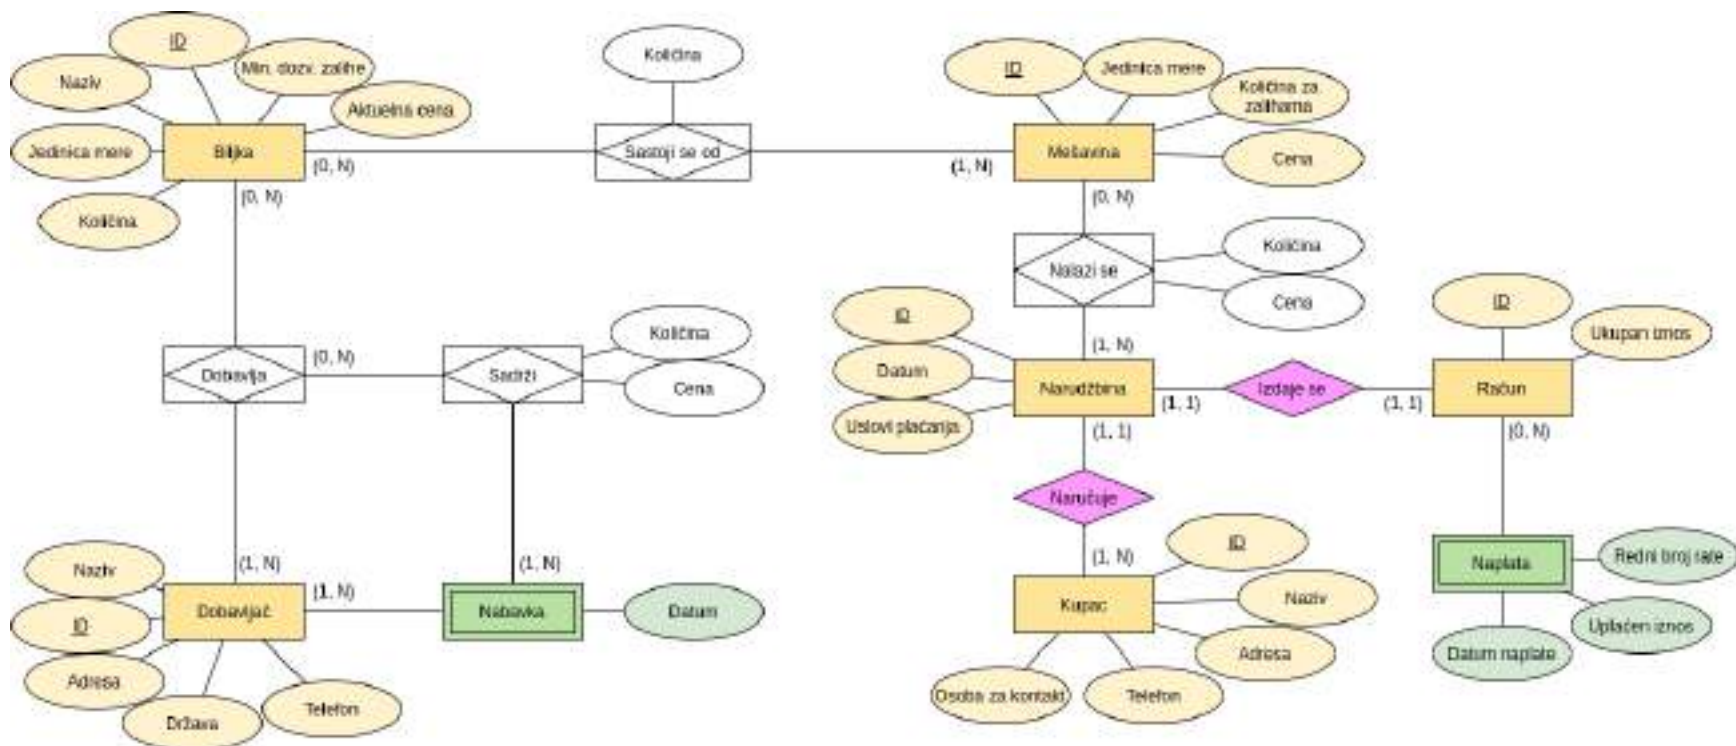 ID
Količina
Min. dozv. zalihe
Naziv
Aktuelna cena
Jedinica mere
Biljka
(0, N)
(0, N)
Količina
Sastoji se od
ID
Jedinica mere
Količina za
zalihama
Mešavina
Cena
(1, N)
(0, N)
Nalazi se
Količina
Cena
ID
Datum
Uslovi plaćanja
(1, N)
Narudžbina
(1, 1)
Izdaje se
(1, 1)
Račun
ID
Ukupan iznos
(0, N)
(1, 1)
Dobavlja
(0, N)
Sadrži
Količina
Cena
Naručuje
(1, N)
(1, N)
(1, N)
(1, N)
Naziv
ID
Adresa
Država
Telefon
Dobavljač
Nabavka
Datum
Kupac
ID
Naziv
Adresa
Osoba za kontakt
Telefon
Naplata
Redni broj rate
Uplaćen iznos
Datum naplate